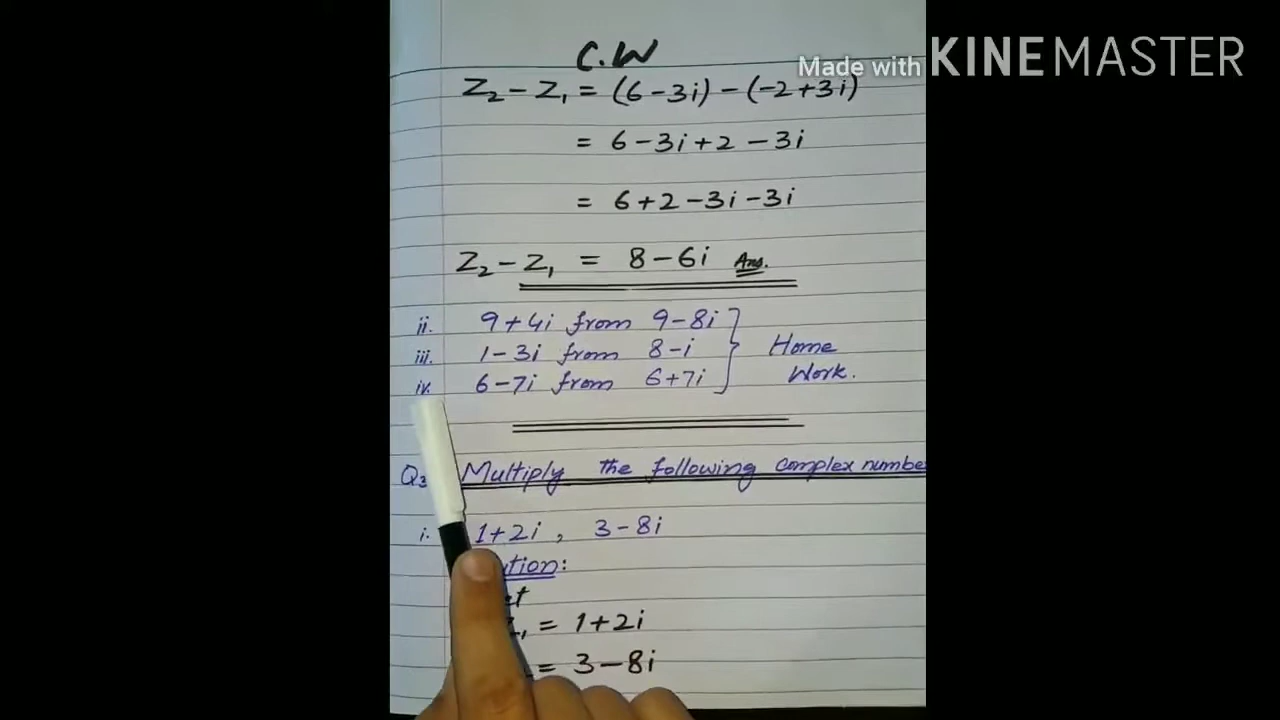 C.W
Made with KINEMASTER
Z₂ - Z₁ = (6-3i) - (-2+3i)
= 6-3i+2-3i
= 6+2-3i-3i
Z₂ - Z₁ = 8-6i Ans.
ii. 9+4i from 9-8i
iii. 1-3i from 8-i
iv. 6-7i from 6+7i
Home
Work.
Q3 Multiply the following complex number
i. 1+2i , 3-8i
= 1+2i
= 3-8i